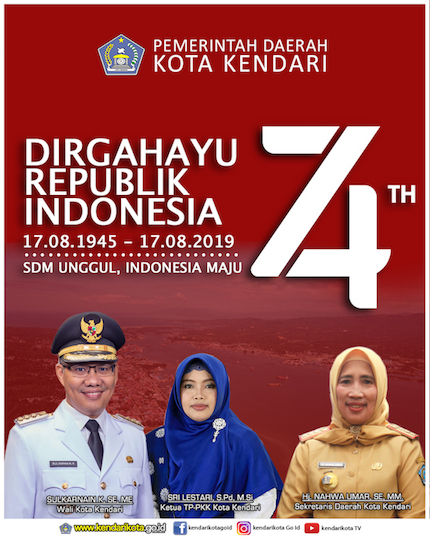 PEMERINTAH DAERAH
KOTA KENDARI
DIRGAHAYU
REPUBLIK
INDONESIA
17.08.1945 – 17.08.2019
SDM UNGGUL, INDONESIA MAJU
74 TH
SULKARNAIN K, SE, ME
Wali Kota Kendari
SRI LESTARI, S.Pd, M.Si
Ketua TP-PKK Kota Kendari
Hj. NAHWA UMAR, SE, MM.
Sekretaris Daerah Kota Kendari
www.kendarikota.go.id
kendarikotagoid
kendarikota Go Id
kendarikota TV